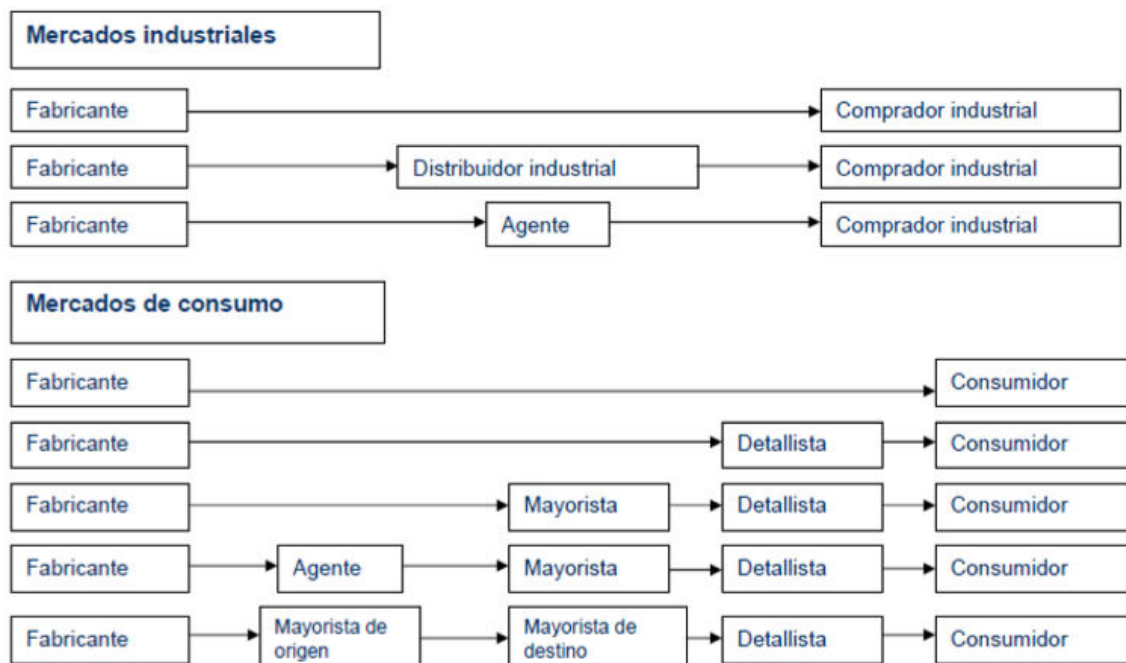 Mercados industriales
Fabricante Comprador industrial
Fabricante Distribuidor industrial Comprador industrial
Fabricante Agente Comprador industrial
Mercados de consumo
Fabricante Consumidor
Fabricante Detallista Consumidor
Fabricante Mayorista Detallista Consumidor
Fabricante Agente Mayorista Detallista Consumidor
Fabricante Mayorista de origen Mayorista de destino Detallista Consumidor